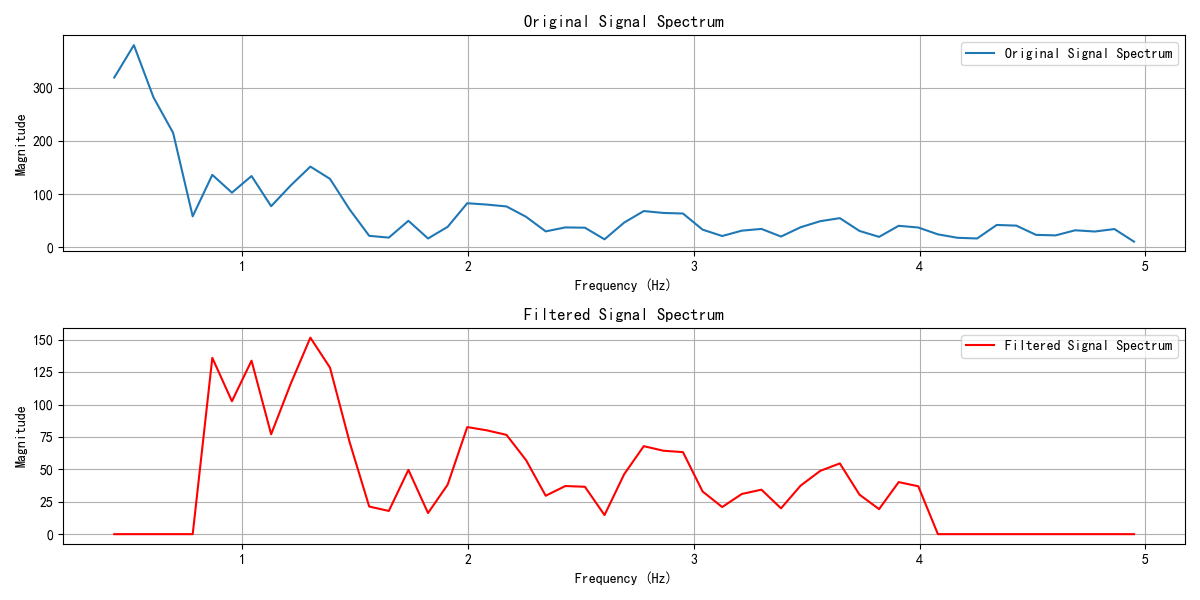 Original Signal Spectrum
Original Signal Spectrum
Magnitude
300
200
100
0
1 2 3 4 5
Frequency (Hz)
Filtered Signal Spectrum
Filtered Signal Spectrum
Magnitude
150
125
100
75
50
25
0
1 2 3 4 5
Frequency (Hz)